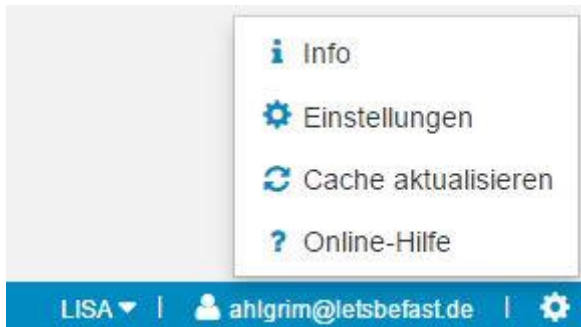 Info
Einstellungen
Cache aktualisieren
Online-Hilfe
LISA | ahlgrim@letsbefast.de |